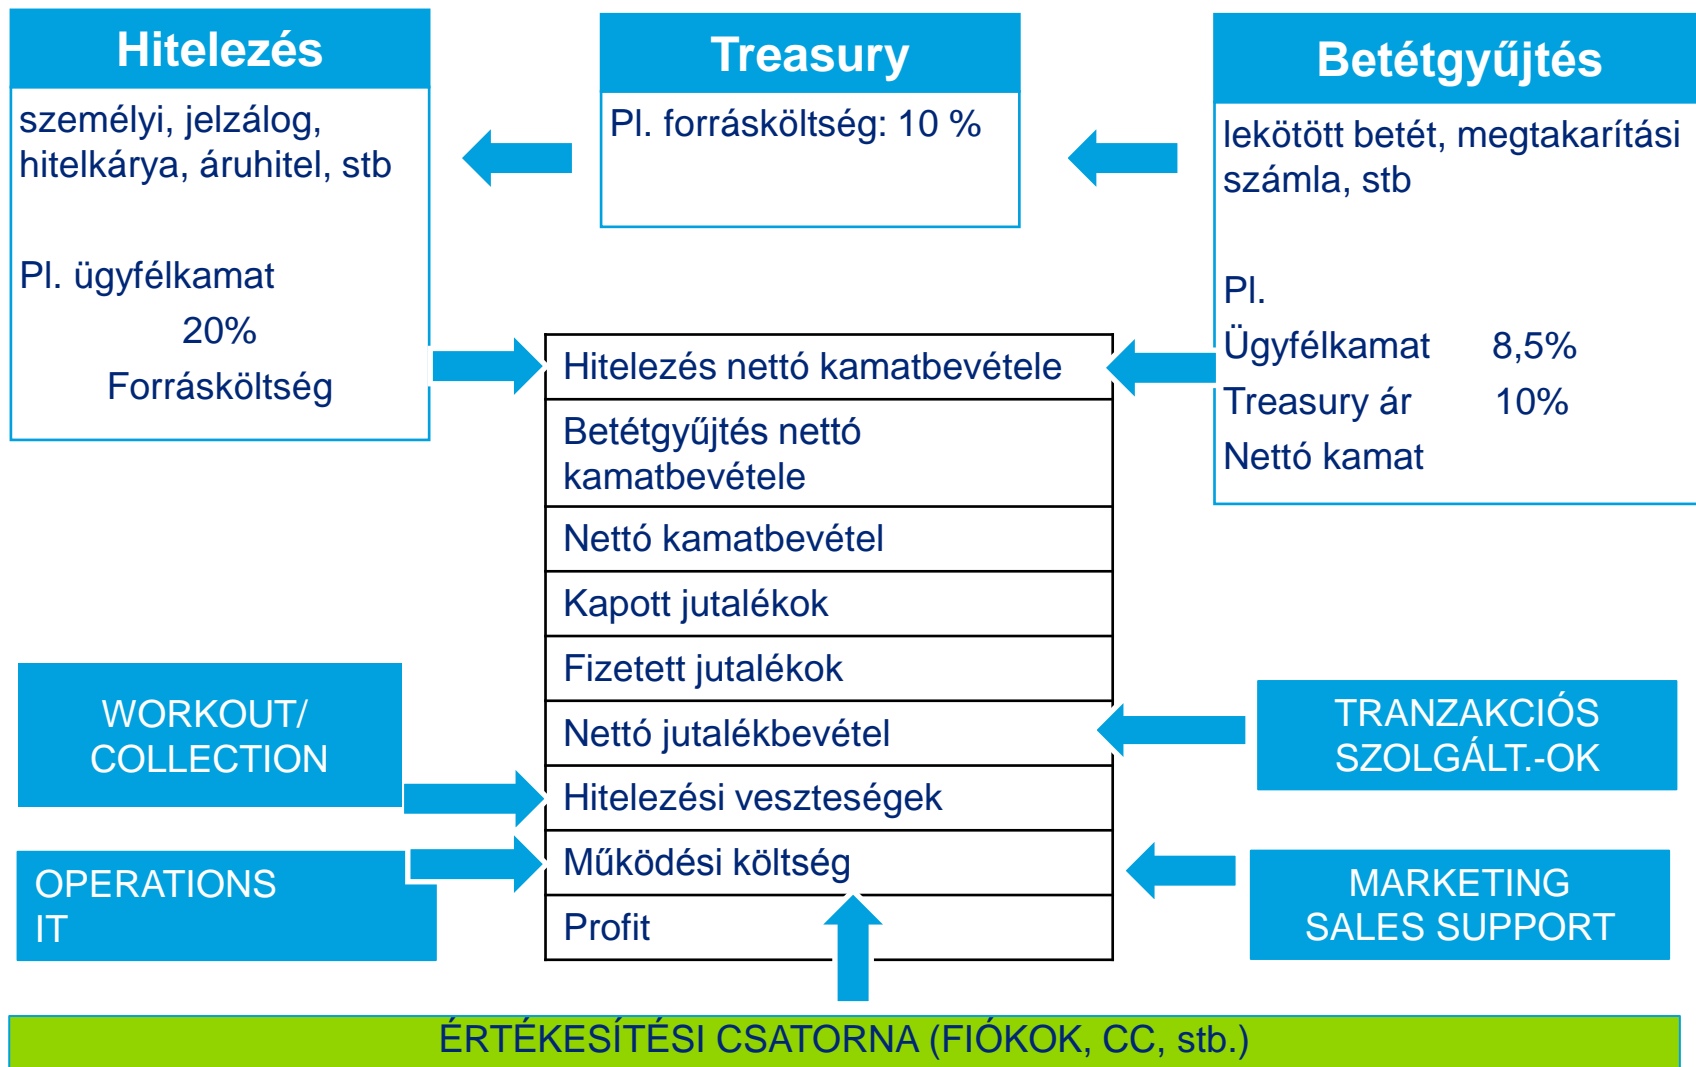 Hitelezés
személyi, jelzálog,
hitelkárya, áruhitel, stb
Pl. ügyfélkamat
20%
Forrásköltség
Treasury
Pl. forrásköltség: 10 %
Betétgyűjtés
lekötött betét, megtakarítási
számla, stb
Pl.
Ügyfélkamat 8,5%
Treasury ár 10%
Nettó kamat
Hitelezés nettó kamatbevétele
Betétgyűjtés nettó
kamatbevétele
Nettó kamatbevétel
Kapott jutalékok
Fizetett jutalékok
Nettó jutalékbevétel
Hitelezési veszteségek
Működési költség
Profit
WORKOUT/
COLLECTION
OPERATIONS
IT
TRANZAKCIÓS
SZOLGÁLT.-OK
MARKETING
SALES SUPPORT
ÉRTÉKESÍTÉSI CSATORNA (FIÓKOK, CC, stb.)